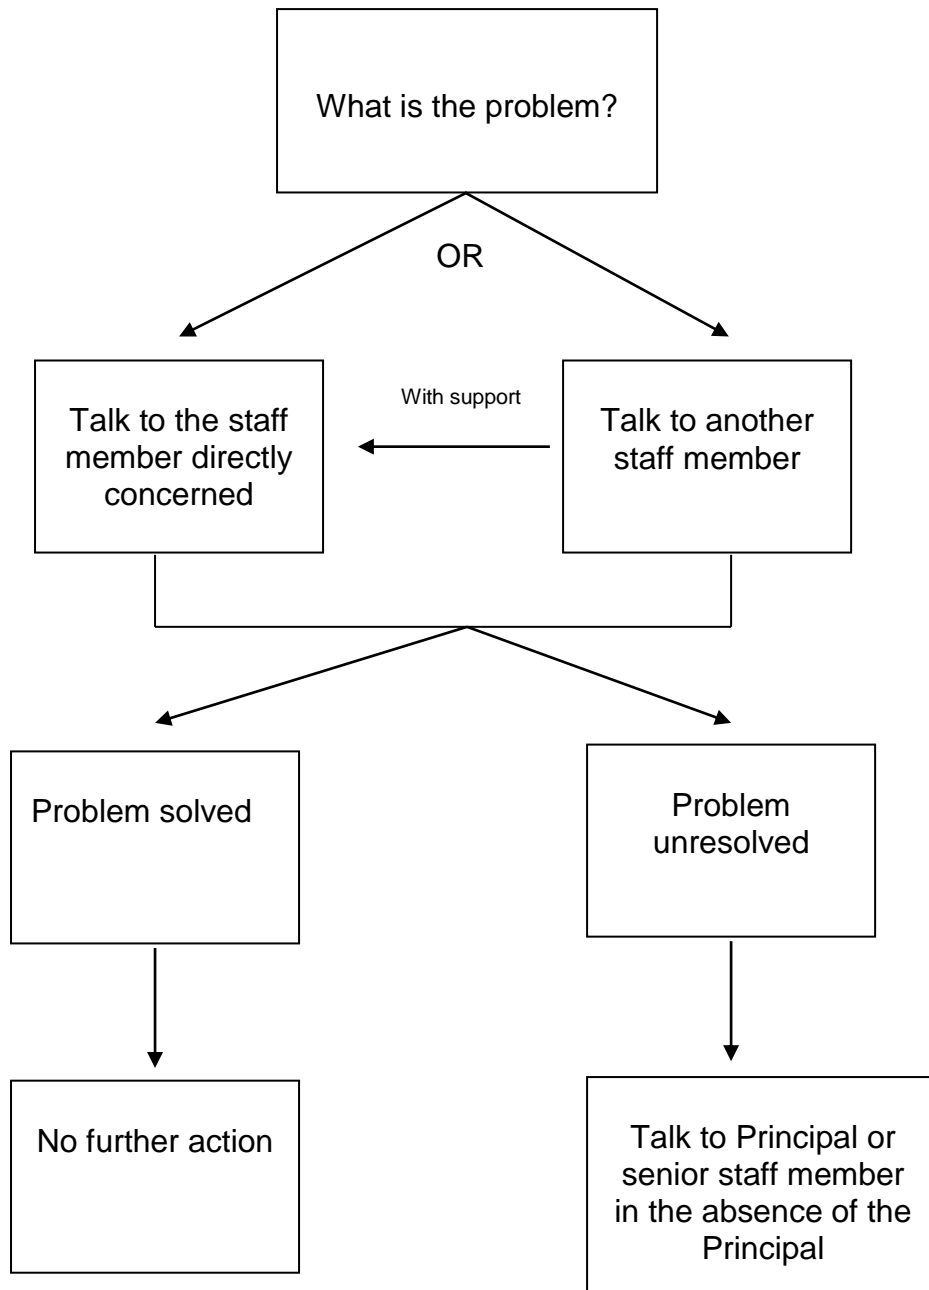 What is the problem?
OR
Talk to the staff
member directly
concerned
With support
Talk to another
staff member
Problem solved
Problem
unresolved
No further action
Talk to Principal or
senior staff member
in the absence of the
Principal